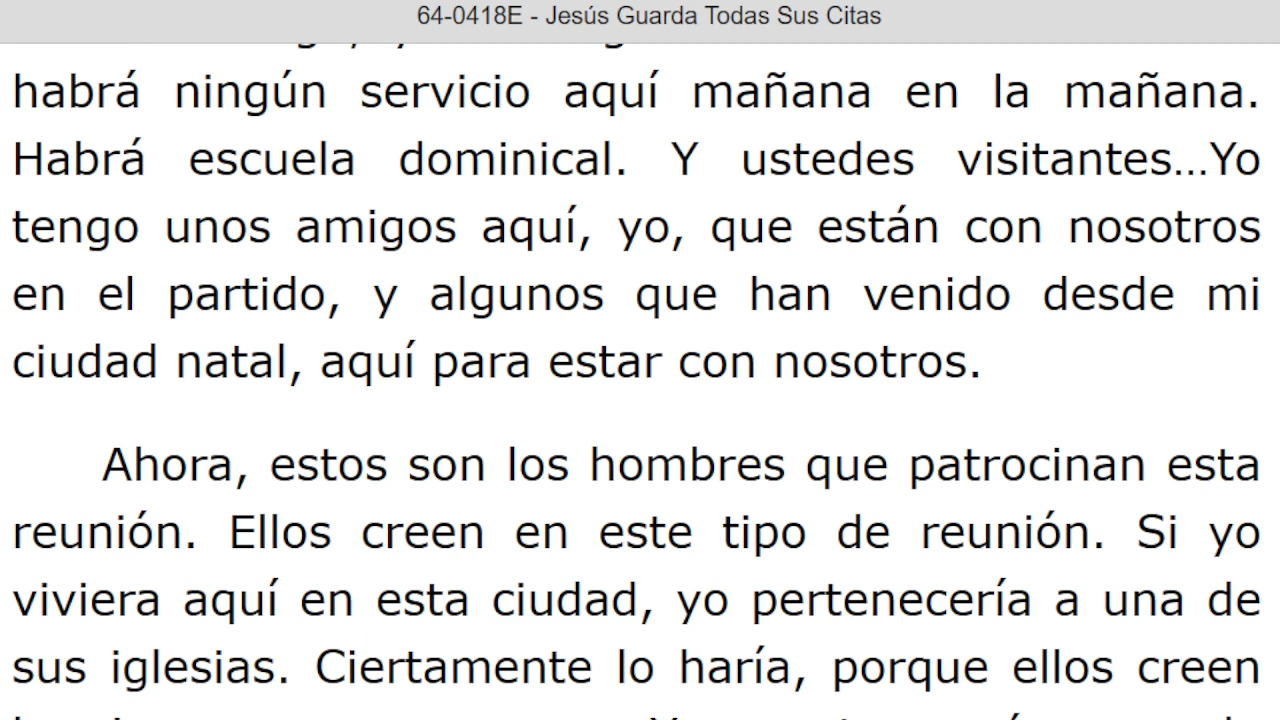 64-0418E - Jesús Guarda Todas Sus Citas
habrá ningún servicio aquí mañana en la mañana.
Habrá escuela dominical. Y ustedes visitantes...Yo
tengo unos amigos aquí, yo, que están con nosotros
en el partido, y algunos que han venido desde mi
ciudad natal, aquí para estar con nosotros.
Ahora, estos son los hombres que patrocinan esta
reunión. Ellos creen en este tipo de reunión. Si yo
viviera aquí en esta ciudad, yo pertenecería a una de
sus iglesias. Ciertamente lo haría, porque ellos creen